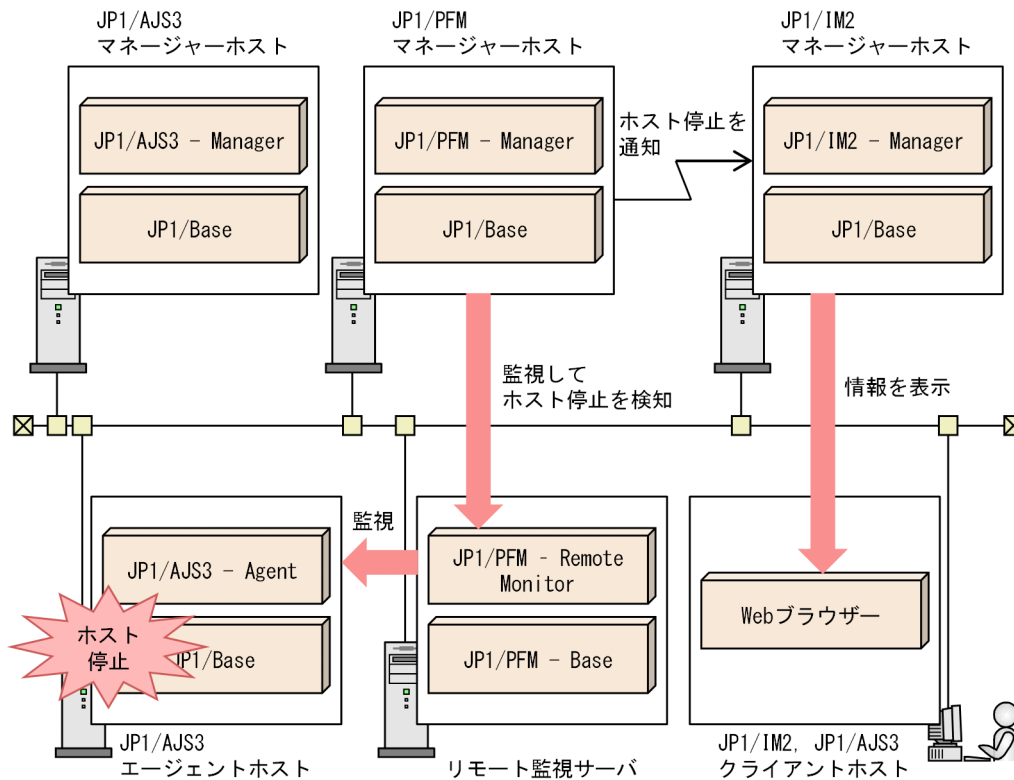 JP1/AJS3
マネージャーホスト
JP1/PFM
マネージャーホスト
JP1/IM2
マネージャーホスト
JP1/AJS3 − Manager
JP1/Base
JP1/PFM − Manager
JP1/Base
ホスト停止を
通知
JP1/IM2 − Manager
JP1/Base
監視して
ホスト停止を検知
情報を表示
JP1/AJS3 − Agent
JP1/Base
ホスト
停止
監視
JP1/PFM − Remote
Monitor
JP1/PFM − Base
Webブラウザー
JP1/AJS3
エージェントホスト
リモート監視サーバ
JP1/IM2, JP1/AJS3
クライアントホスト